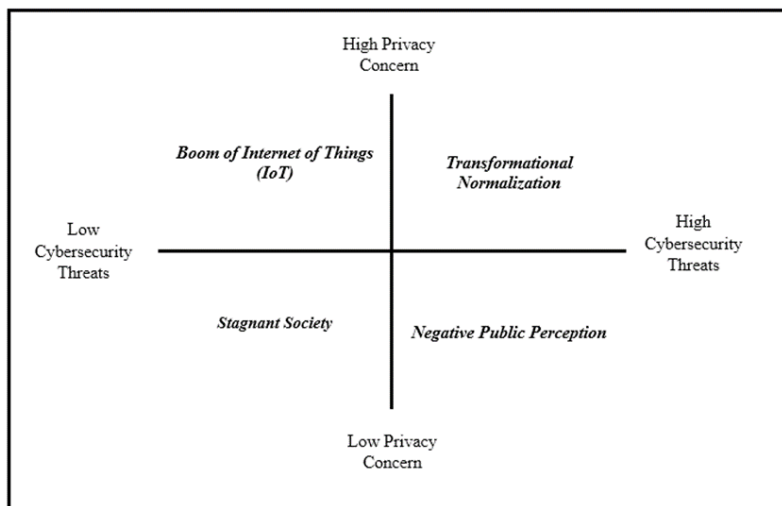 High Privacy
Concern
Boom of Internet of Things
(IoT)
Transformational
Normalization
Low
Cybersecurity
Threats
High
Cybersecurity
Threats
Stagnant Society
Negative Public Perception
Low Privacy
Concern